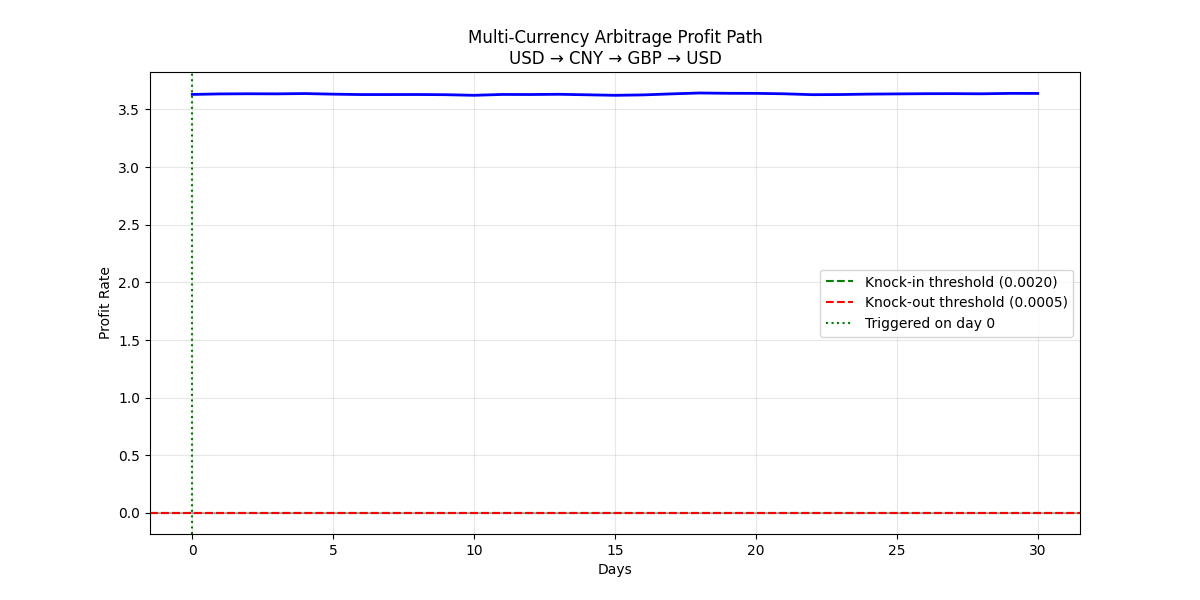 Multi-Currency Arbitrage Profit Path
USD → CNY → GBP → USD
Profit Rate
3.5
3.0
2.5
2.0
1.5
1.0
0.5
0.0
Knock-in threshold (0.0020)
Knock-out threshold (0.0005)
Triggered on day 0
0 5 10 15 20 25 30
Days